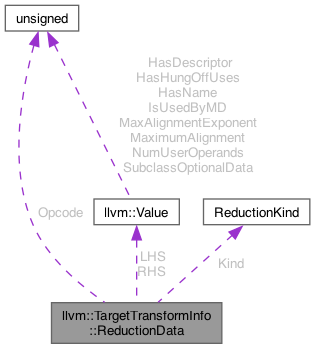 unsigned
HasDescriptor
HasHungOffUses
HasName
IsUsedByMD
MaxAlignmentExponent
MaximumAlignment
NumUserOperands
SubclassOptionalData
Opcode
llvm::Value
ReductionKind
LHS
RHS
Kind
llvm::TargetTransformInfo
::ReductionData